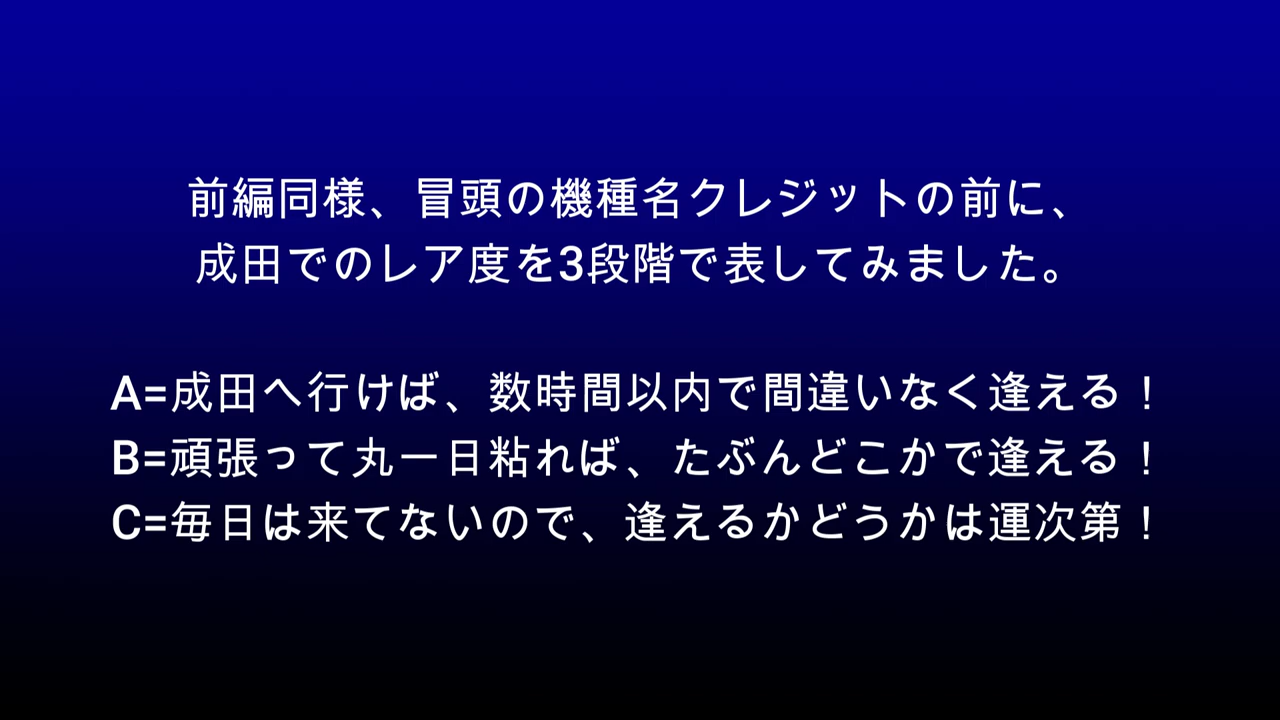 前編同様、冒頭の機種名クレジットの前に、
成田でのレア度を3段階で表してみました。
A=成田へ行けば、数時間以内で間違いなく逢える！
B=頑張って丸一日粘れば、たぶんどこかで逢える！
C=毎日は来てないので、逢えるかどうかは運次第！